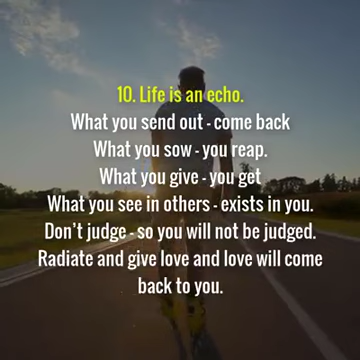 10. Life is an echo.
What you send out - come back
What you sow - you reap.
What you give - you get
What you see in others - exists in you.
Don't judge - so you will not be judged.
Radiate and give love and love will come
back to you.